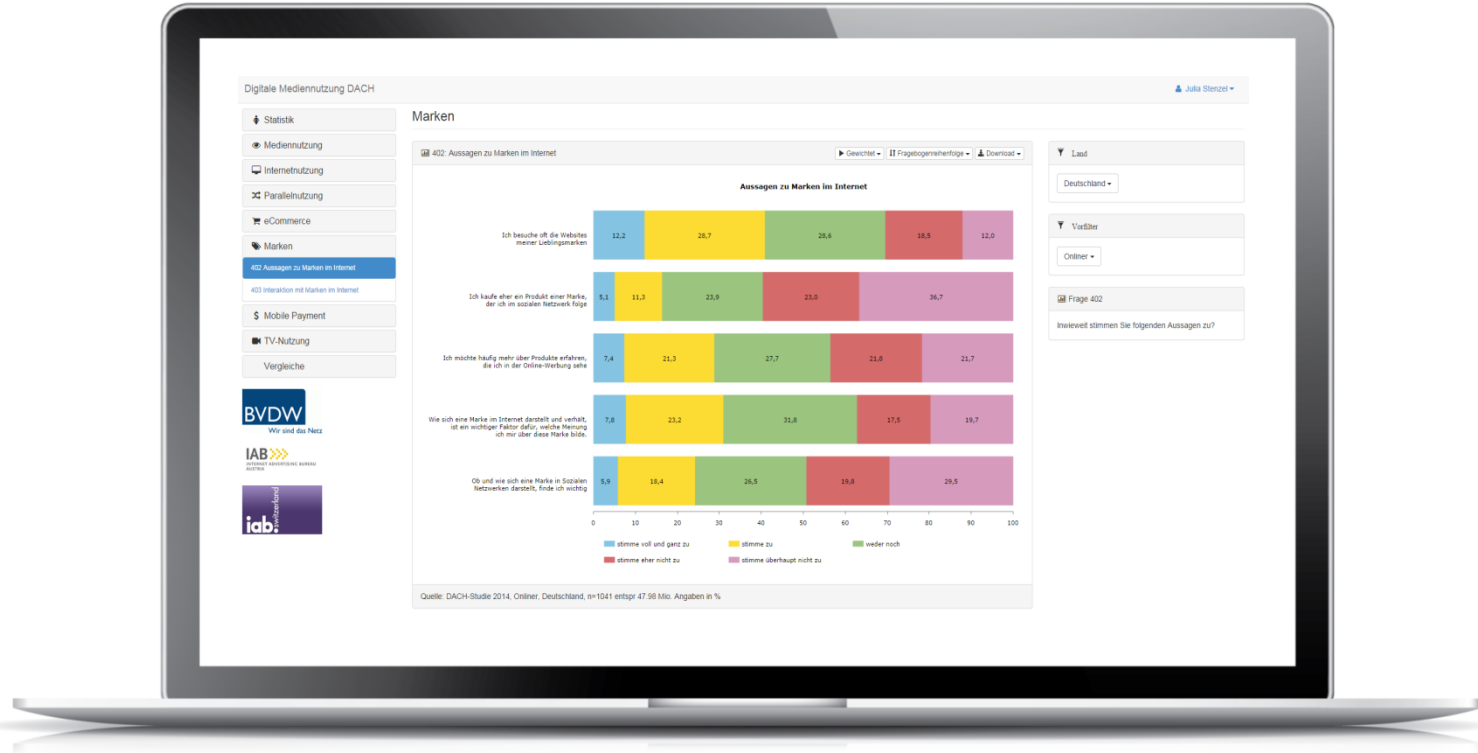 Digitale Mediennutzung DACH
Julia Stenzel
Statistik
Mediennutzung
Internetnutzung
Parallelnutzung
eCommerce
Marken
402 Aussagen zu Marken im Internet
403 Interaktion mit Marken im Internet
$ Mobile Payment
TV-Nutzung
Vergleiche
BVDW
Wir sind das Netz
IAB
INTERNET ADVERTISING BUREAU
AUSTRIA
iab.
switzerland
Marken
402: Aussagen zu Marken im Internet
Gewichtet
Fragebogenreihenfolge
Download
Aussagen zu Marken im Internet
Ich besuche oft die Websites
meiner Lieblingsmarken
12,2 28,7 28,6 18,5 12,0
Ich kaufe eher ein Produkt einer Marke,
der ich im sozialen Netzwerk folge
5,1 11,3 23,9 23,0 36,7
Ich möchte häufig mehr über Produkte erfahren,
die ich in der Online-Werbung sehe
7,4 21,3 27,7 21,8 21,7
Wie sich eine Marke im Internet darstellt und verhält,
ist ein wichtiger Faktor dafür, welche Meinung
ich mir über diese Marke bilde.
7,8 23,2 31,8 17,5 19,7
Ob und wie sich eine Marke in Sozialen
Netzwerken darstellt, finde ich wichtig
5,9 18,4 26,5 19,8 29,5
0 10 20 30 40 50 60 70 80 90 100
stimme voll und ganz zu
stimme zu
weder noch
stimme eher nicht zu
stimme überhaupt nicht zu
Quelle: DACH-Studie 2014, Onliner, Deutschland, n=1041 entspr 47.98 Mio. Angaben in %
Land
Deutschland
Vorfilter
Onliner
Frage 402
Inwieweit stimmen Sie folgenden Aussagen zu?